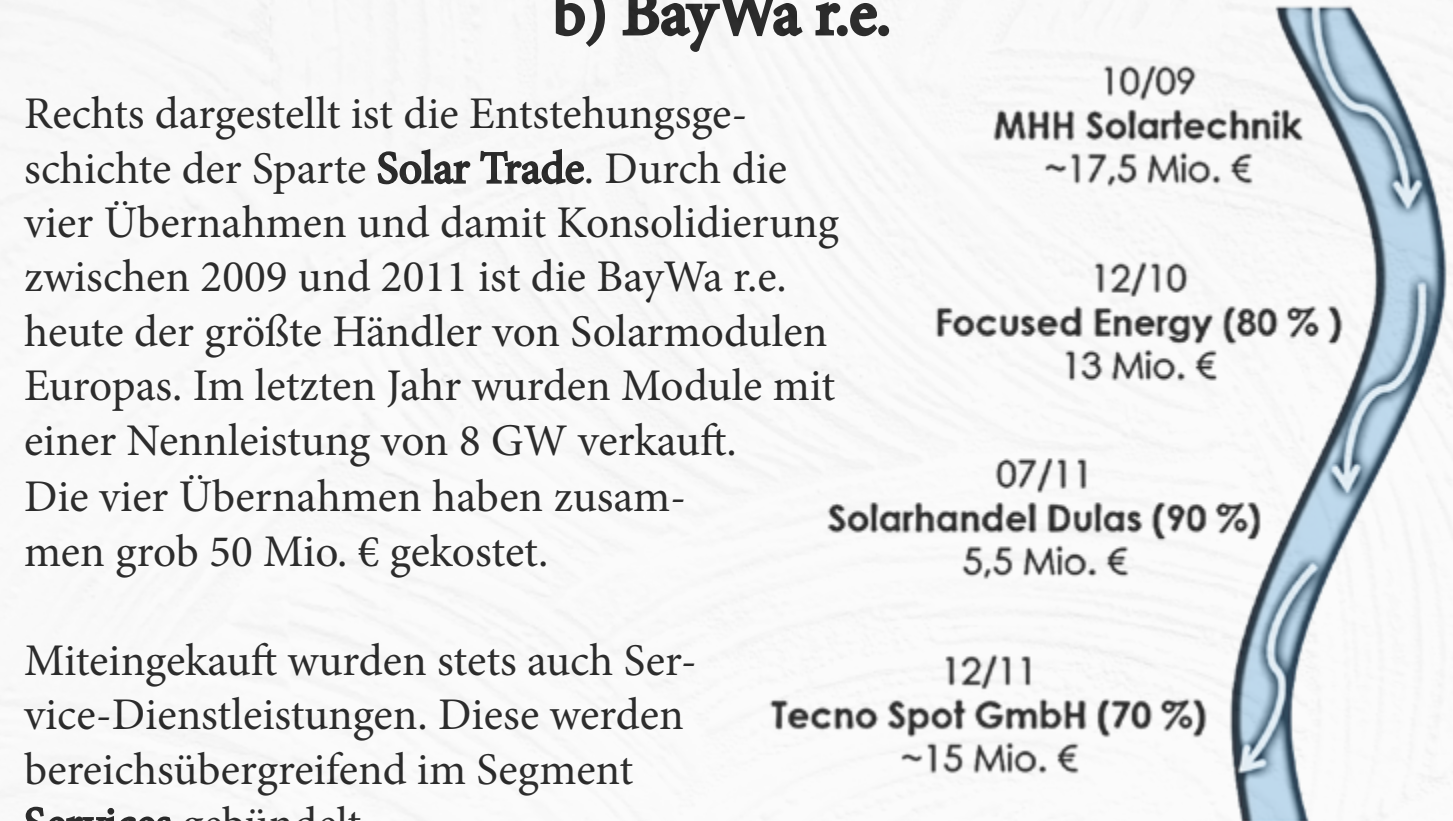 b) BayWa r.e.
Rechts dargestellt ist die Entstehungsge-
schichte der Sparte Solar Trade. Durch die
vier Übernahmen und damit Konsolidierung
zwischen 2009 und 2011 ist die BayWa r.e.
heute der größte Händler von Solarmodulen
Europas. Im letzten Jahr wurden Module mit
einer Nennleistung von 8 GW verkauft.
Die vier Übernahmen haben zusam-
men grob 50 Mio. € gekostet.
Miteingekauft wurden stets auch Ser-
vice-Dienstleistungen. Diese werden
bereichsübergreifend im Segment
Services gebündelt.
10/09
MHH Solartechnik
~17,5 Mio. €
12/10
Focused Energy (80 % )
13 Mio. €
07/11
Solarhandel Dulas (90 %)
5,5 Mio. €
12/11
Tecno Spot GmbH (70 %)
~15 Mio. €